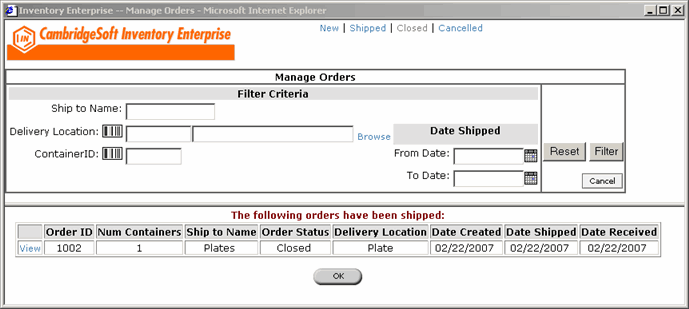 Inventory Enterprise -- Manage Orders - Microsoft Internet Explorer
New | Shipped | Closed | Cancelled
INV CambridgeSoft Inventory Enterprise
Manage Orders
Filter Criteria
Ship to Name:
Delivery Location: Browse Date Shipped
ContainerID: From Date: Reset Filter
To Date: Cancel
The following orders have been shipped:
Order ID Num Containers Ship to Name Order Status Delivery Location Date Created Date Shipped Date Received
View 1002 1 Plates Closed Plate 02/22/2007 02/22/2007 02/22/2007
OK